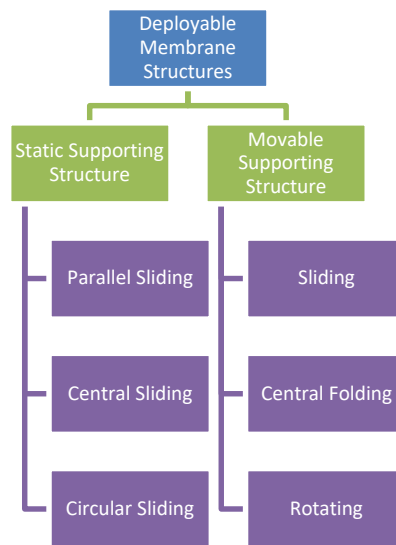 Deployable
Membrane
Structures
Static Supporting
Structure
Movable
Supporting
Structure
Parallel Sliding
Sliding
Central Sliding
Central Folding
Circular Sliding
Rotating